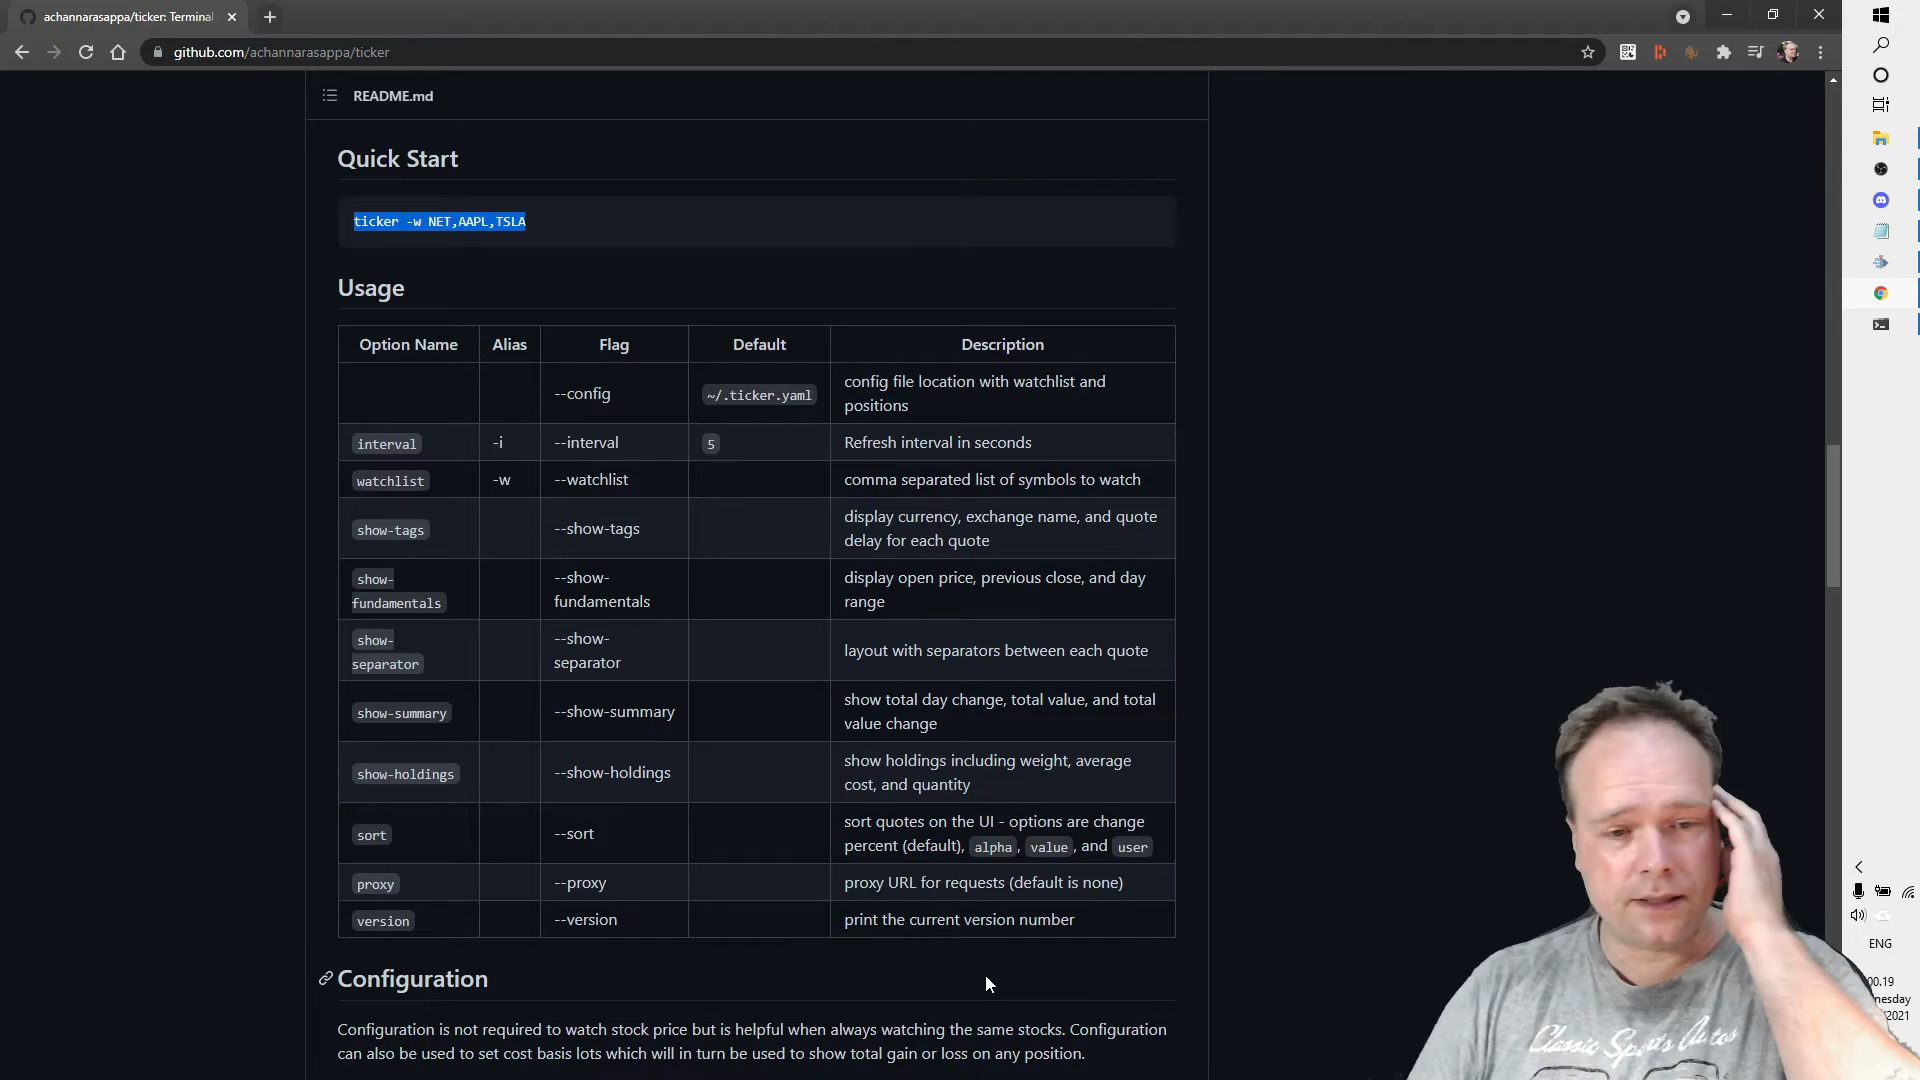 achannarasappa/ticker: Terminal
github.com/achannarasappa/ticker
README.md
Quick Start
ticker -w NET,AAPL,TSLA
Usage
Option Name Alias Flag Default Description
--config ~/.ticker.yaml config file location with watchlist and
positions
interval -i --interval 5 Refresh interval in seconds
watchlist -w --watchlist comma separated list of symbols to watch
show-tags --show-tags display currency, exchange name, and quote
delay for each quote
show- --show- display open price, previous close, and day
fundamentals fundamentals range
show- --show-
separator separator layout with separators between each quote
show-summary --show-summary show total day change, total value, and total
value change
show-holdings --show-holdings show holdings including weight, average
cost, and quantity
sort --sort sort quotes on the UI - options are change
percent (default), alpha, value, and user
proxy --proxy proxy URL for requests (default is none)
version --version print the current version number
Configuration
Configuration is not required to watch stock price but is helpful when always watching the same stocks. Configuration
can also be used to set cost basis lots which will in turn be used to show total gain or loss on any position.
ENG
00.19
nesday
/2021
Classic Sports Autos